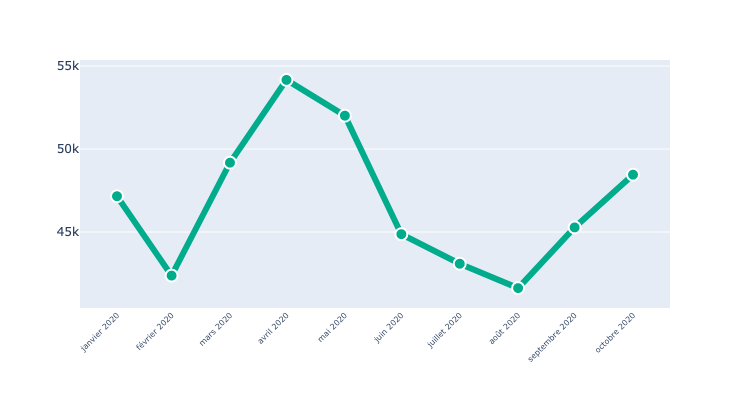 55k
50k
45k
janvier 2020
février 2020
mars 2020
avril 2020
mai 2020
juin 2020
juillet 2020
août 2020
septembre 2020
octobre 2020